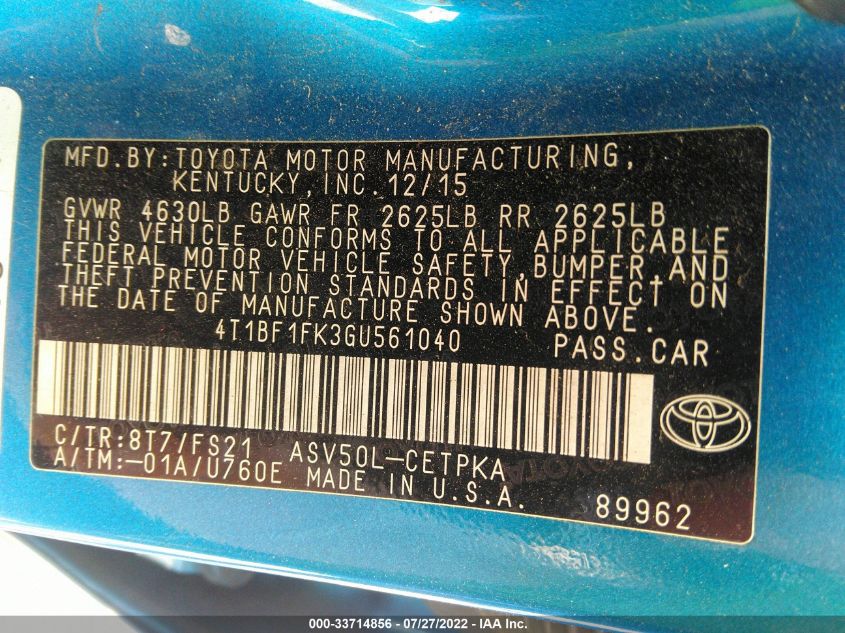 MFD.BY:TOYOTA MOTOR MANUFACTURING,
KENTUCKY,INC.12/15
GVWR 4630LB GAWR FR 2625LB RR 2625LB
THIS VEHICLE CONFORMS TO ALL APPLICABLE
FEDERAL MOTOR VEHICLE SAFETY,BUMPER,AND
THEFT PREVENTION STANDARDS IN EFFECT ON
THE DATE OF MANUFACTURE SHOWN ABOVE.
4T1BF1FK3GU561040 PASS.CAR
C/TR:8T7/FS21 ASV50L-CETPKA
A/TM:-01A/U760E MADE IN U.S.A.
89962
000-33714856 - 07/27/2022 - IAA Inc.